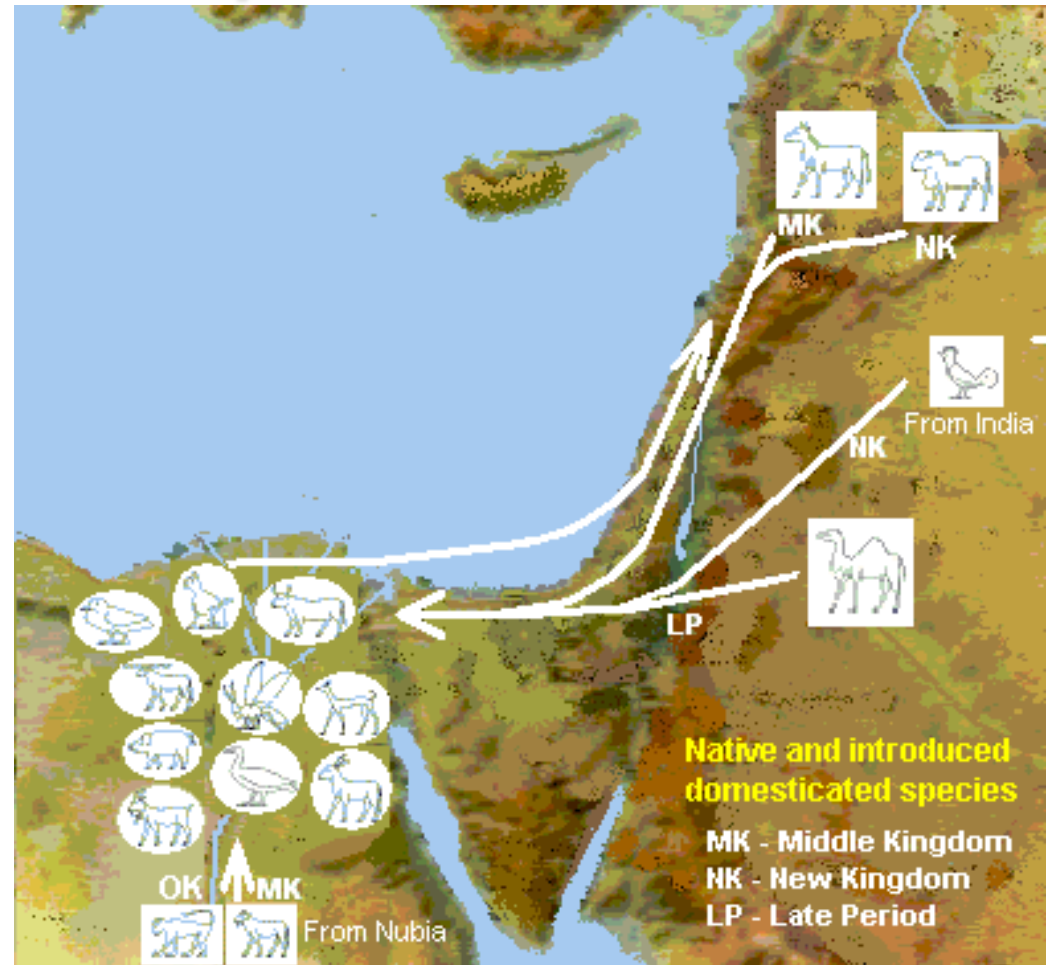 MK
NK
From India
NK
LP
Native and introduced
domesticated species
MK - Middle Kingdom
NK - New Kingdom
LP - Late Period
OK MK
From Nubia